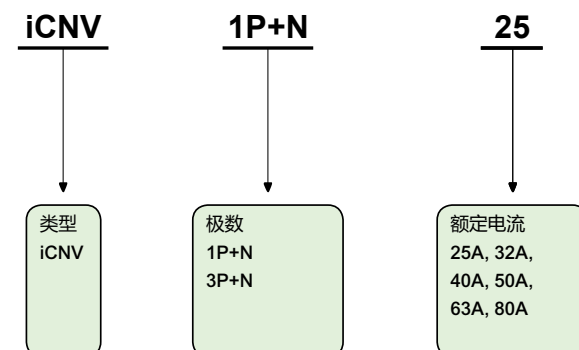 iCNV 1P+N 25
类型
iCNV
极数
1P+N
3P+N
额定电流
25A, 32A,
40A, 50A,
63A, 80A